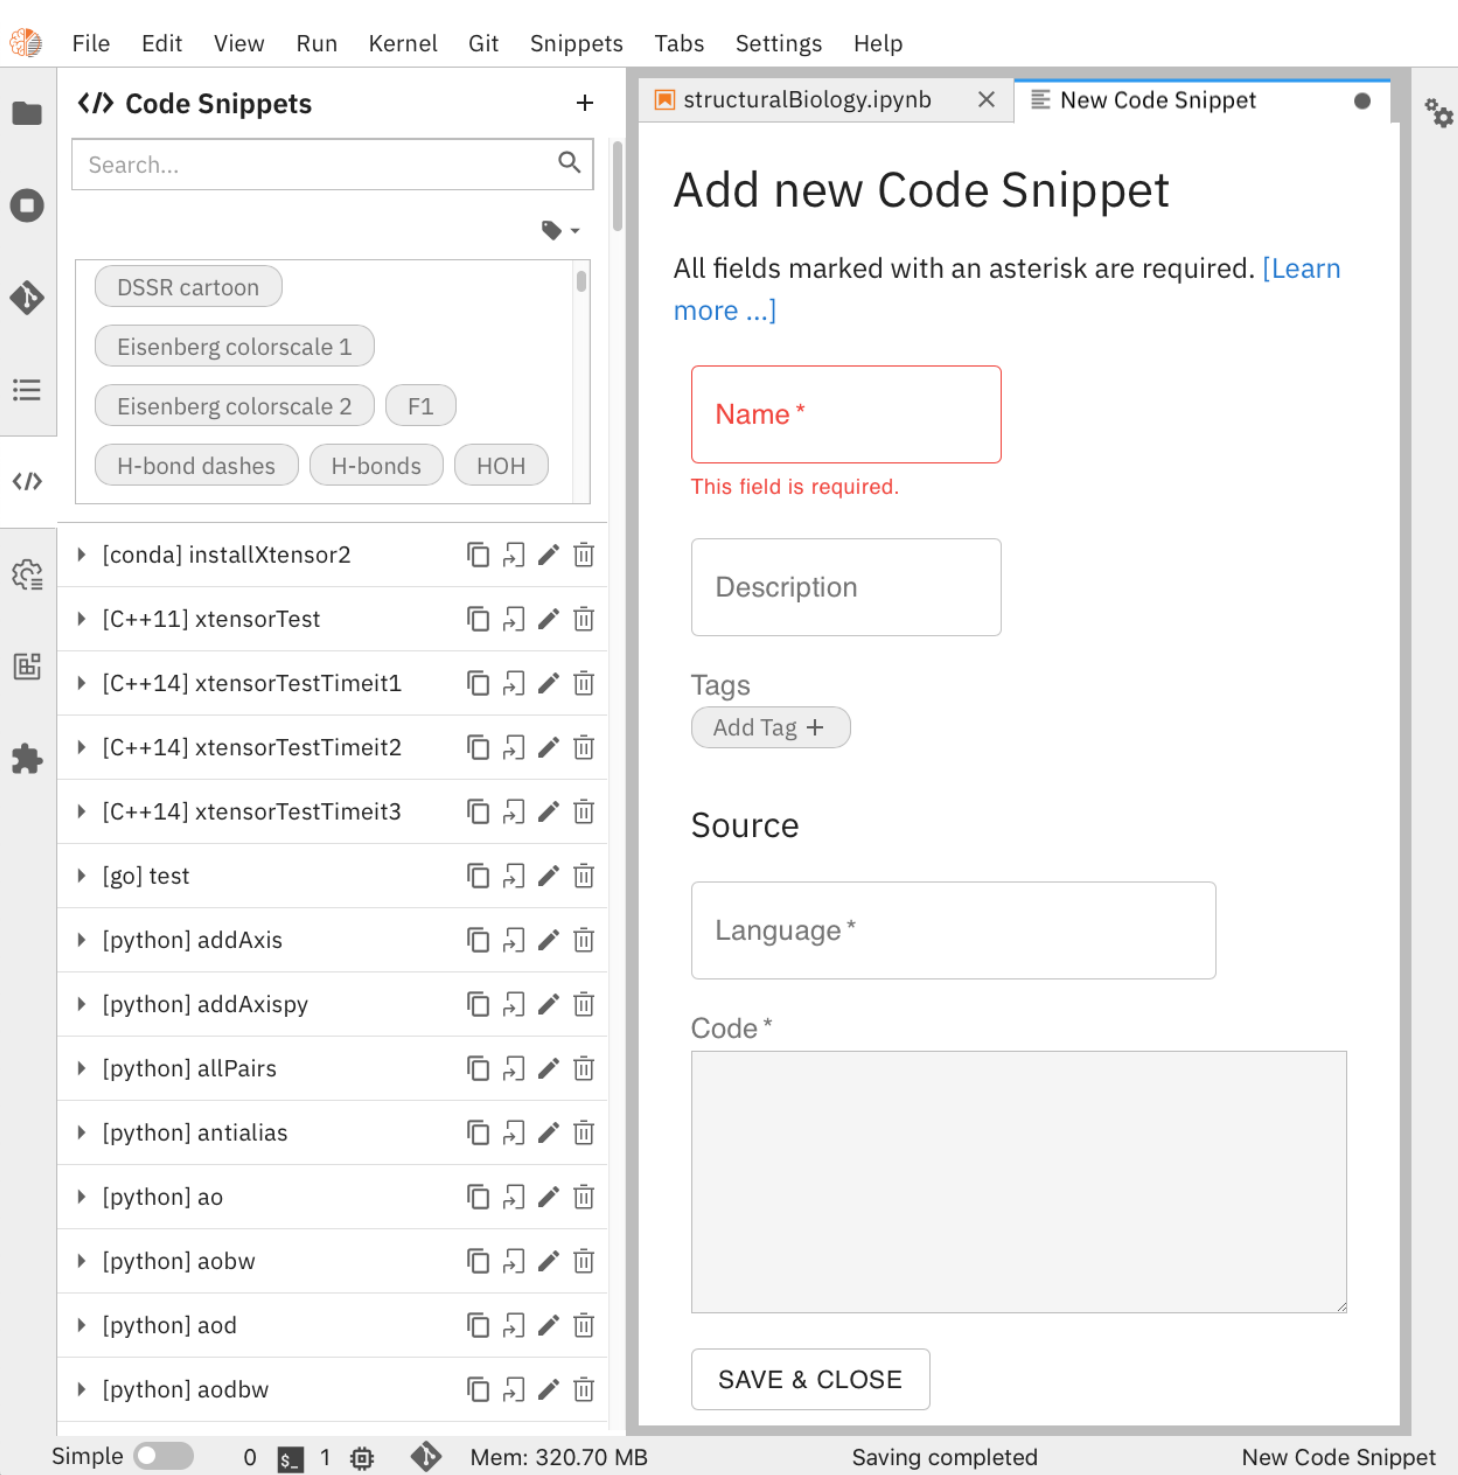 File Edit View Run Kernel Git Snippets Tabs Settings Help
</> Code Snippets +
Search...
DSSR cartoon
Eisenberg colorscale 1
Eisenberg colorscale 2 F1
H-bond dashes H-bonds HOH
[conda] installXtensor2
[C++11] xtensorTest
[C++14] xtensorTestTimeit1
[C++14] xtensorTestTimeit2
[C++14] xtensorTestTimeit3
[go] test
[python] addAxis
[python] addAxispy
[python] allPairs
[python] antialias
[python] ao
[python] aobw
[python] aod
[python] aodbw
structuralBiology.ipynb New Code Snippet
Add new Code Snippet
All fields marked with an asterisk are required. [Learn
more ...]
Name *
This field is required.
Description
Tags
Add Tag +
Source
Language *
Code *
SAVE & CLOSE
Simple 0 $_ 1 Mem: 320.70 MB Saving completed New Code Snippet